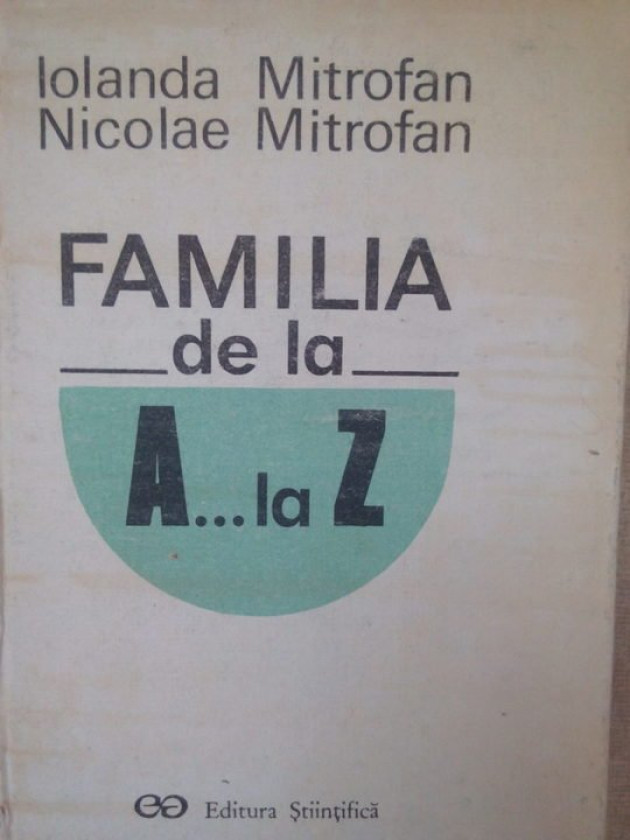 Iolanda Mitrofan
Nicolae Mitrofan
FAMILIA
de la
A...la Z
Editura Științifică